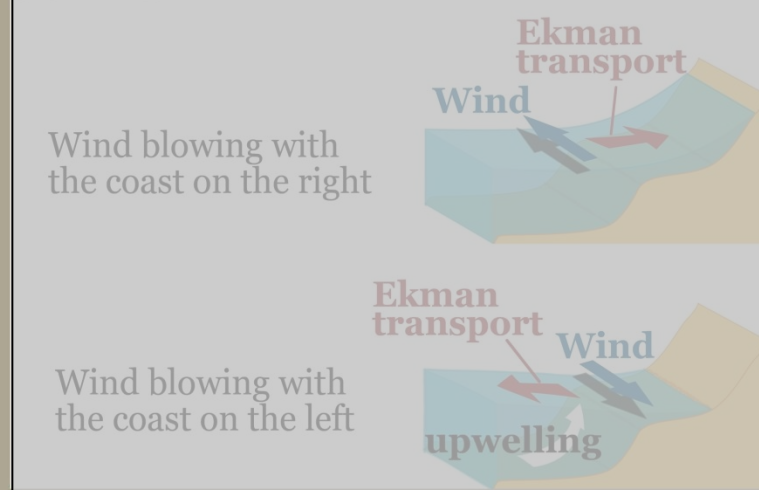 Ekman
transport
Wind
Wind blowing with
the coast on the right
Ekman
transport
Wind
Wind blowing with
the coast on the left
upwelling